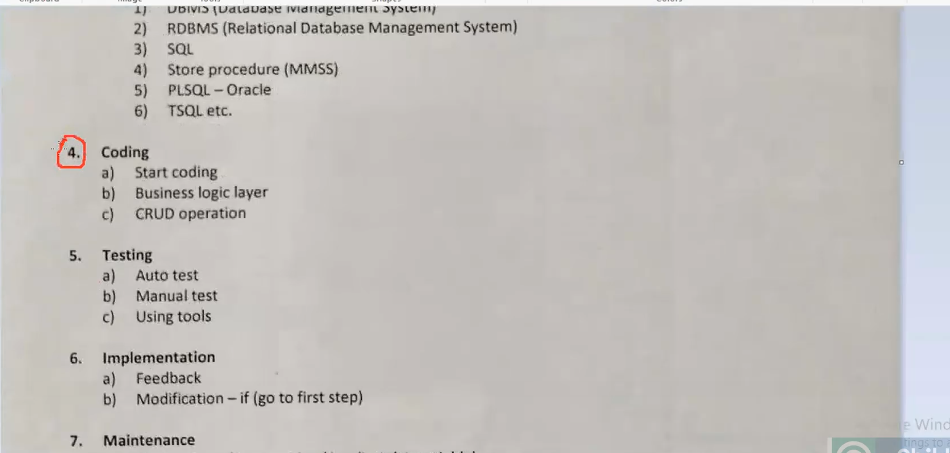 1) DBMS (Database Management System)
2) RDBMS (Relational Database Management System)
3) SQL
4) Store procedure (MMSS)
5) PLSQL – Oracle
6) TSQL etc.
4. Coding
a) Start coding
b) Business logic layer
c) CRUD operation
5. Testing
a) Auto test
b) Manual test
c) Using tools
6. Implementation
a) Feedback
b) Modification – if (go to first step)
7. Maintenance